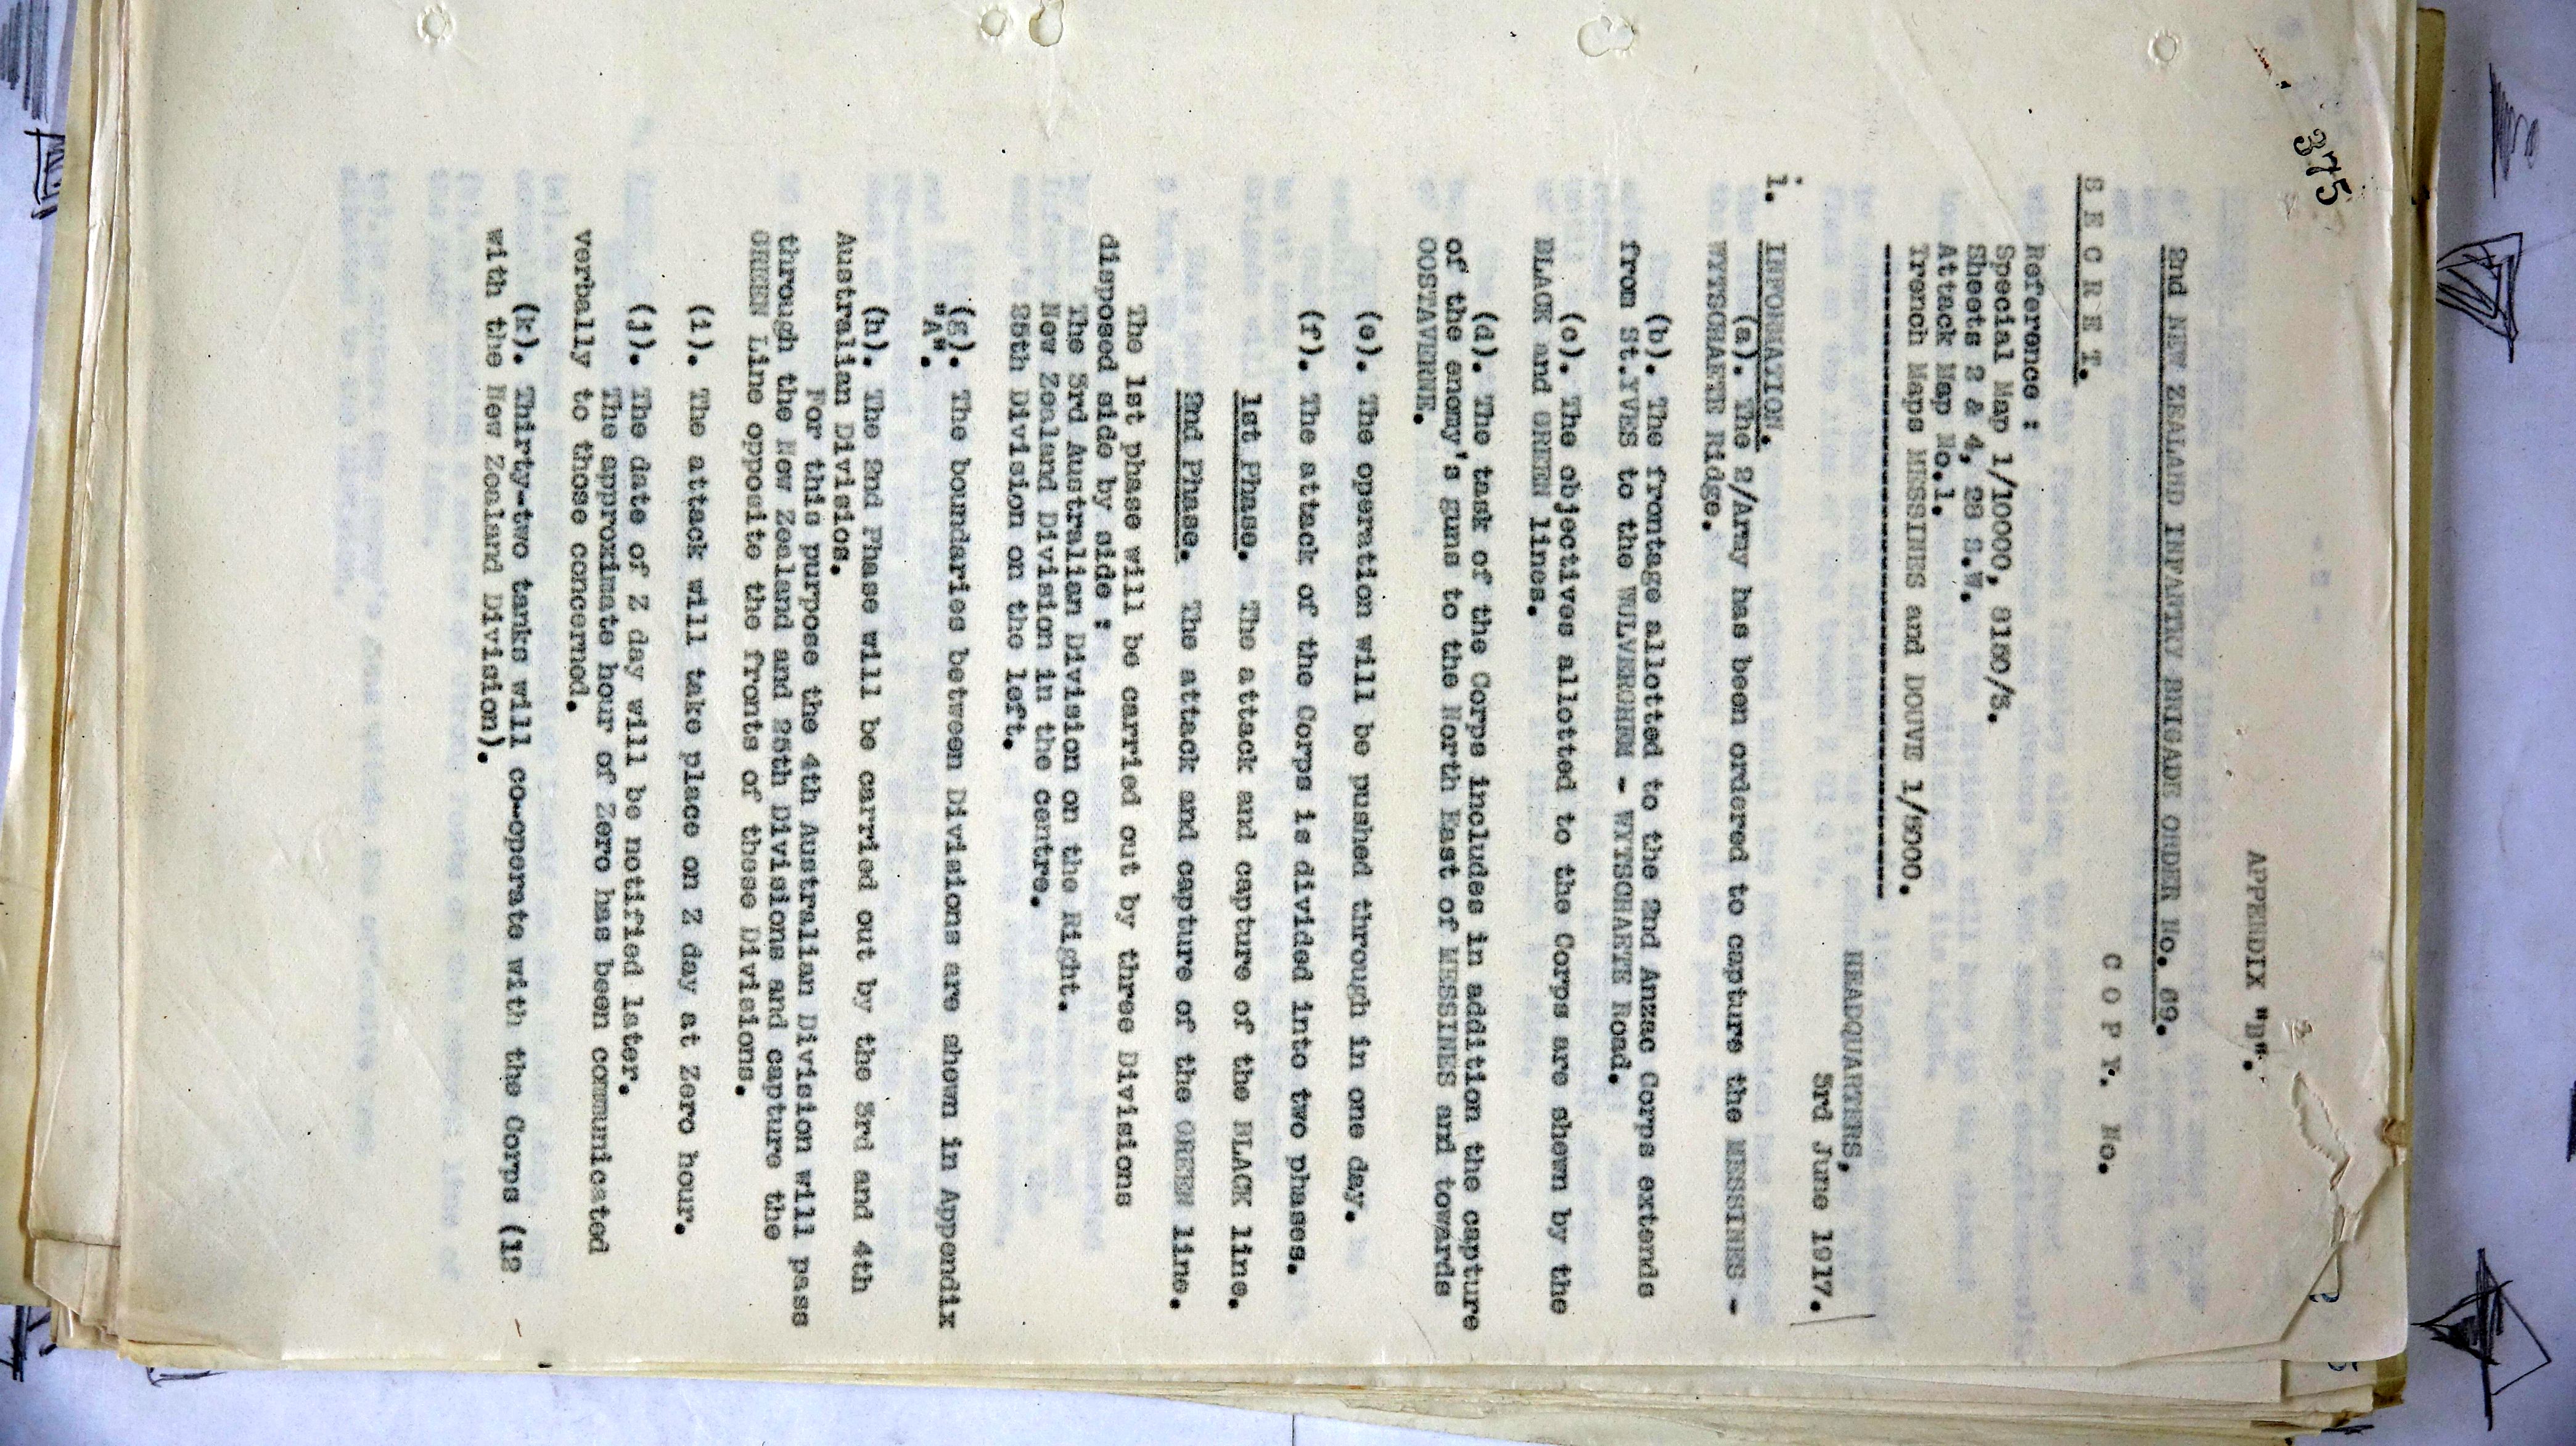 375
APPENDIX "B".
2nd NEW ZEALAND INFANTRY BRIGADE ORDER No. 69.
S E C R E T.
C O P Y. No.
Reference :
Special Map 1/10000, 8180/3.
Sheets 2 & 4, 28 S.W.
Attack Map No.1.
Trench Maps MESSINES and DOUVE 1/5000.
HEADQUARTERS,
3rd June 1917.
1. INFORMATION.
(a). The 2/Army has been ordered to capture the MESSINES -
WYTSCHAETE Ridge.
(b). The frontage allotted to the 2nd Anzac Corps extends
from St.YVES to the WULVERGHEM - WYTSCHAETE Road.
(c). The objectives allotted to the Corps are shewn by the
BLACK and GREEN lines.
(d). The task of the Corps includes in addition the capture
of the enemy's guns to the North East of MESSINES and towards
OOSTAVERNE.
(e). The operation will be pushed through in one day.
(f). The attack of the Corps is divided into two phases.
1st Phase. The attack and capture of the BLACK line.
2nd Phase. The attack and capture of the GREEN line.
The 1st phase will be carried out by three Divisions
disposed side by side :
The 3rd Australian Division on the Right.
New Zealand Division in the centre.
25th Division on the left.
(g). The boundaries between Divisions are shewn in Appendix
"A".
(h). The 2nd Phase will be carried out by the 3rd and 4th
Australian Divisios.
For this purpose the 4th Australian Division will pass
through the New Zealand and 25th Divisions and capture the
GREEN Line opposite the fronts of these Divisions.
(i). The attack will take place on Z day at Zero hour.
(j). The date of Z day will be notified later.
The approximate hour of Zero has been communicated
verbally to those concerned.
(k). Thirty-two tanks will co-operate with the Corps (12
with the New Zealand Division).